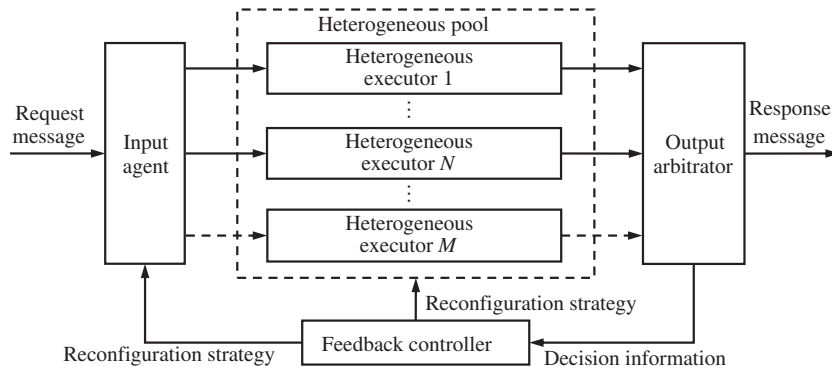 Heterogeneous pool
Request
message
Input
agent
Heterogeneous
executor 1
⋮
Heterogeneous
executor N
⋮
Heterogeneous
executor M
Output
arbitrator
Response
message
Reconfiguration strategy
Reconfiguration strategy
Feedback controller
Decision information